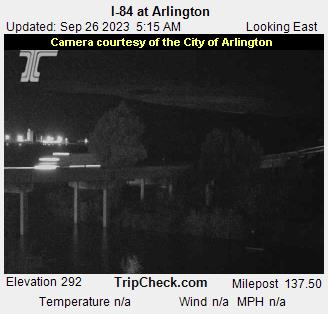 I-84 at Arlington
Updated: Sep 26 2023 5:15 AM Looking East
Camera courtesy of the City of Arlington
Elevation 292 TripCheck.com Milepost 137.50
Temperature n/a Wind n/a MPH n/a